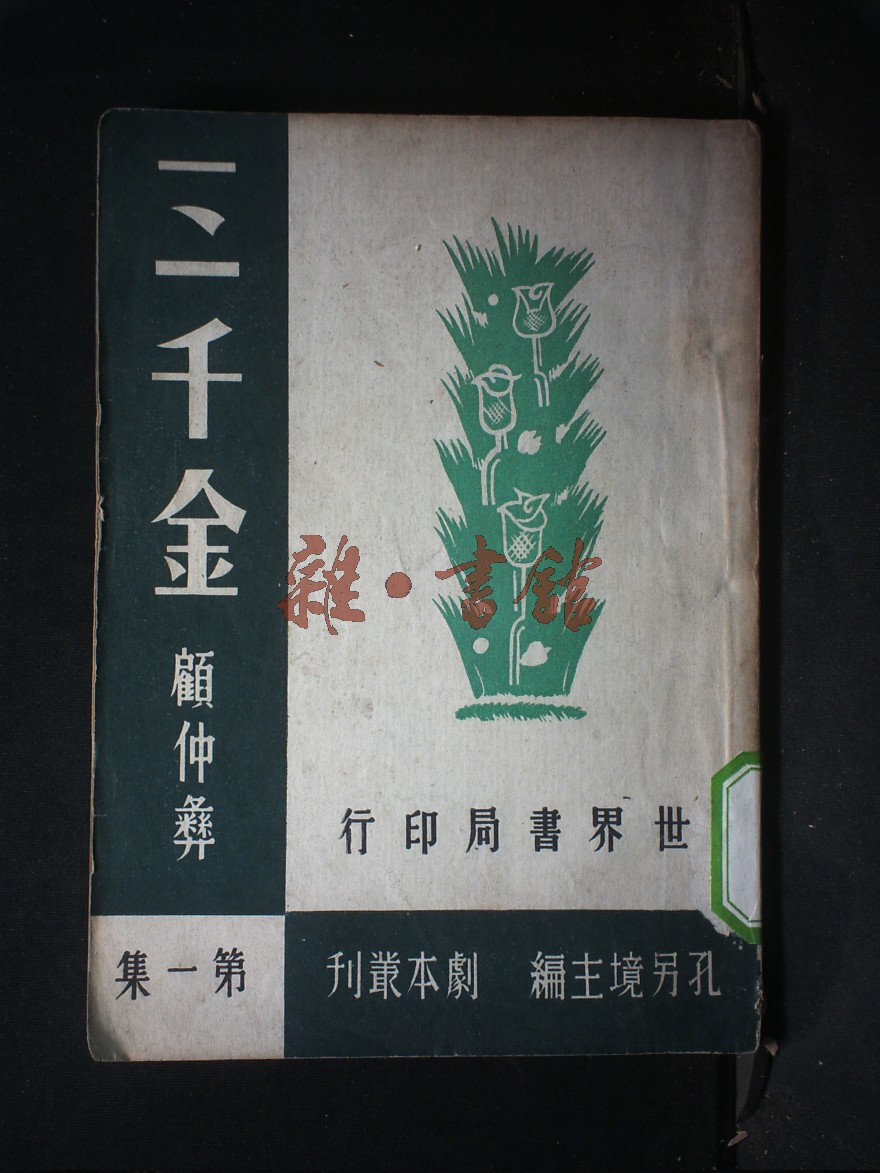 三千金
顧仲彝
雜·書館
世界書局印行
孔另境主編 劇本叢刊
第一集